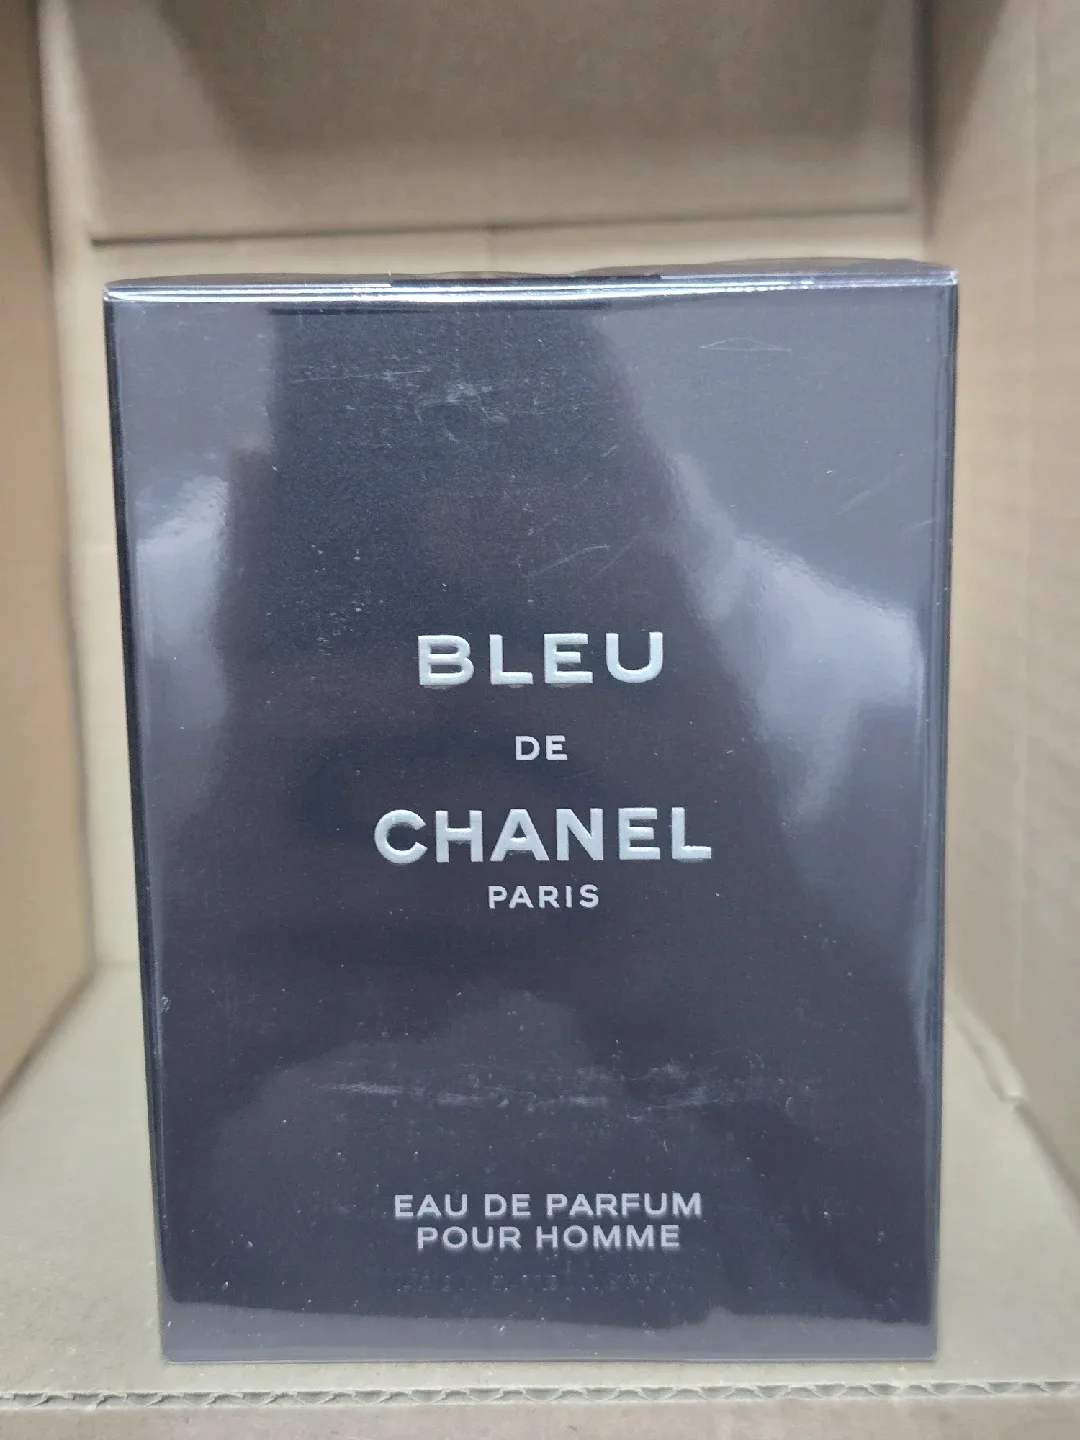 BLEU
DE
CHANEL
PARIS
EAU DE PARFUM
POUR HOMME